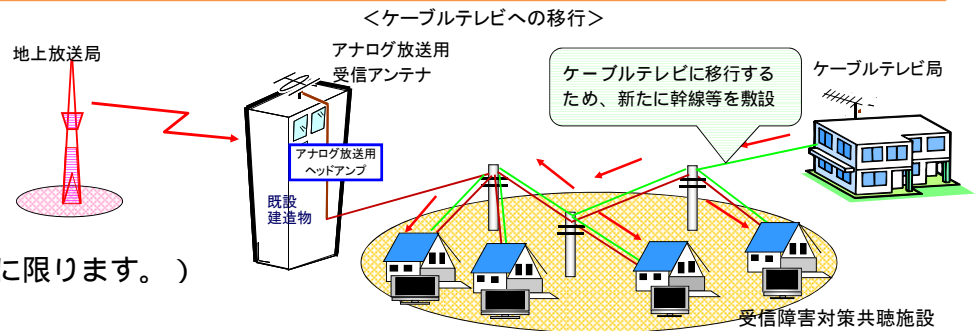 ＜ケーブルテレビへの移行＞
地上放送局
アナログ放送用
受信アンテナ
ケーブルテレビに移行する
ため、新たに幹線等を敷設
ケーブルテレビ局
アナログ放送用
ヘッドアンプ
既設
建造物
に限ります。）
受信障害対策共聴施設